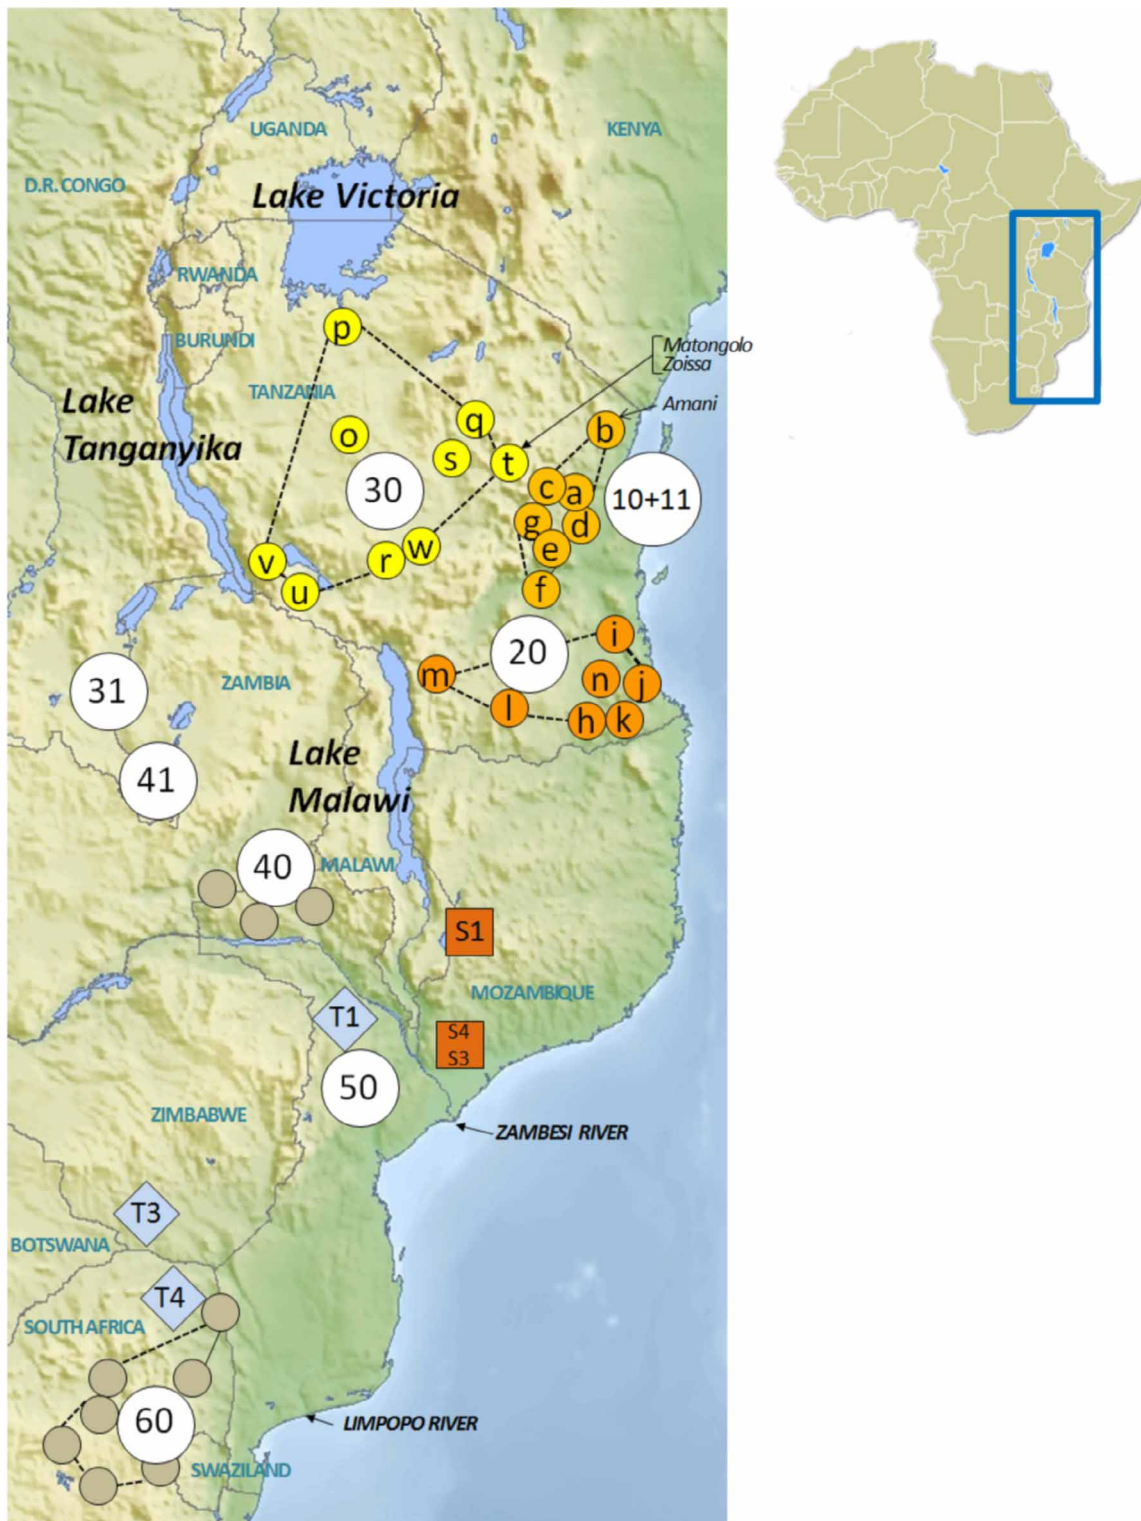 UGANDA
KENYA
D.R. CONGO
Lake Victoria
RWANDA
BURUNDI
p
Matongolo
Zoissa
TANZANIA
Lake
Tanganyika
Amani
q
b
o
s
t
30
c
a
10+11
g
d
w
e
v
r
u
f
20
i
m
n
j
31
ZAMBIA
l
h
k
Lake
Malawi
41
40
MALAWI
S1
MOZAMBIQUE
T1
S4
S3
50
ZIMBABWE
ZAMBESI RIVER
T3
BOTSWANA
T4
SOUTH AFRICA
60
LIMPOPO RIVER
SWAZILAND